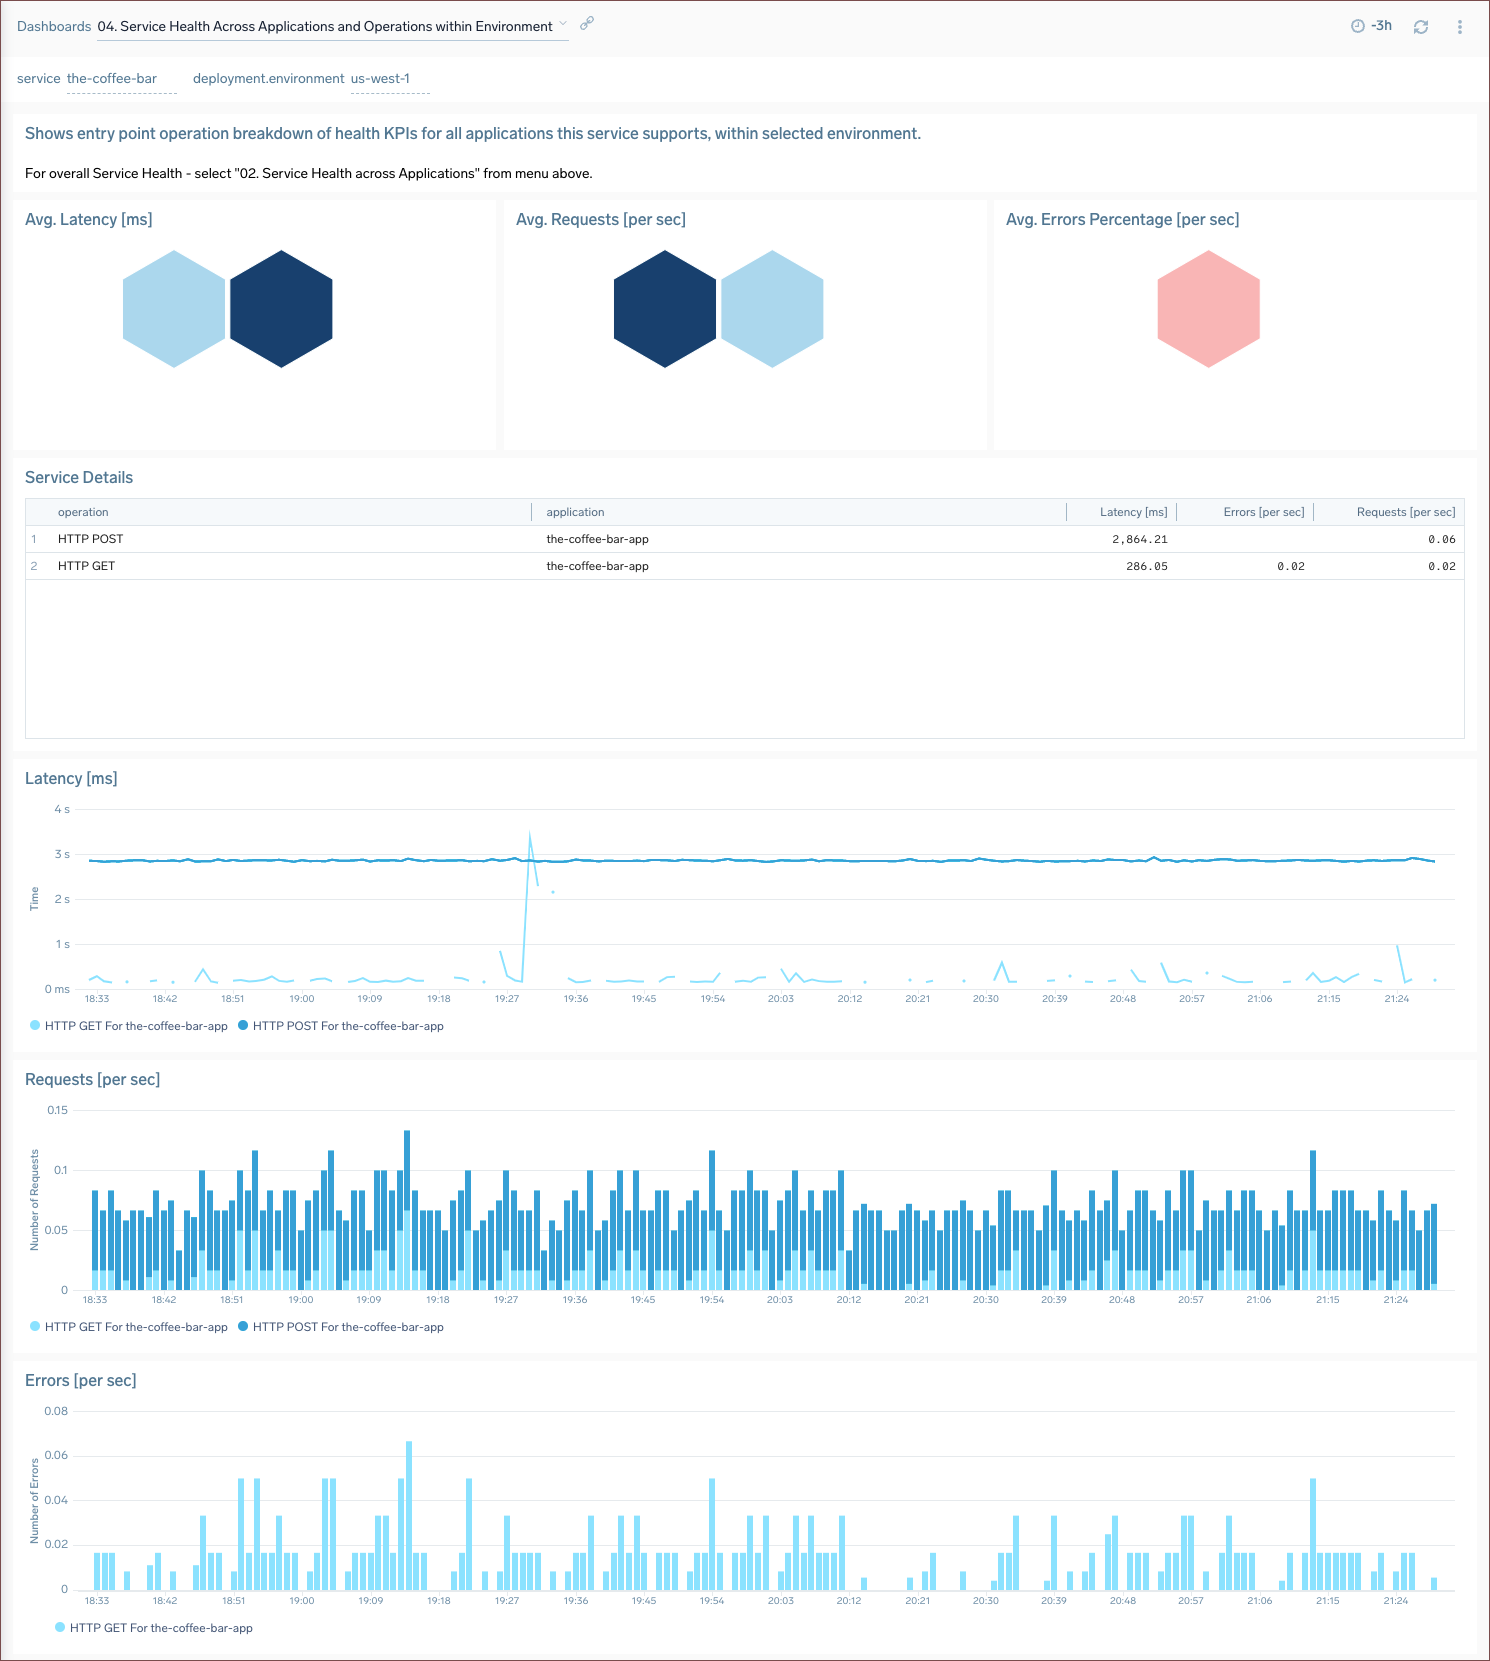 Dashboards 04. Service Health Across Applications and Operations within Environment
-3h
service the-coffee-bar deployment.environment us-west-1
Shows entry point operation breakdown of health KPIs for all applications this service supports, within selected environment.
For overall Service Health - select "02. Service Health across Applications" from menu above.
Avg. Latency [ms]
Avg. Requests [per sec]
Avg. Errors Percentage [per sec]
Service Details
operation application Latency [ms] Errors [per sec] Requests [per sec]
1 HTTP POST the-coffee-bar-app 2,864.21 0.06
2 HTTP GET the-coffee-bar-app 286.05 0.02 0.02
Latency [ms]
4 s
3 s
2 s
1 s
0 ms
Time
18:33 18:42 18:51 19:00 19:09 19:18 19:27 19:36 19:45 19:54 20:03 20:12 20:21 20:30 20:39 20:48 20:57 21:06 21:15 21:24
HTTP GET For the-coffee-bar-app HTTP POST For the-coffee-bar-app
Requests [per sec]
0.15
0.1
0.05
0
Number of Requests
18:33 18:42 18:51 19:00 19:09 19:18 19:27 19:36 19:45 19:54 20:03 20:12 20:21 20:30 20:39 20:48 20:57 21:06 21:15 21:24
HTTP GET For the-coffee-bar-app HTTP POST For the-coffee-bar-app
Errors [per sec]
0.08
0.06
0.04
0.02
0
Number of Errors
18:33 18:42 18:51 19:00 19:09 19:18 19:27 19:36 19:45 19:54 20:03 20:12 20:21 20:30 20:39 20:48 20:57 21:06 21:15 21:24
HTTP GET For the-coffee-bar-app